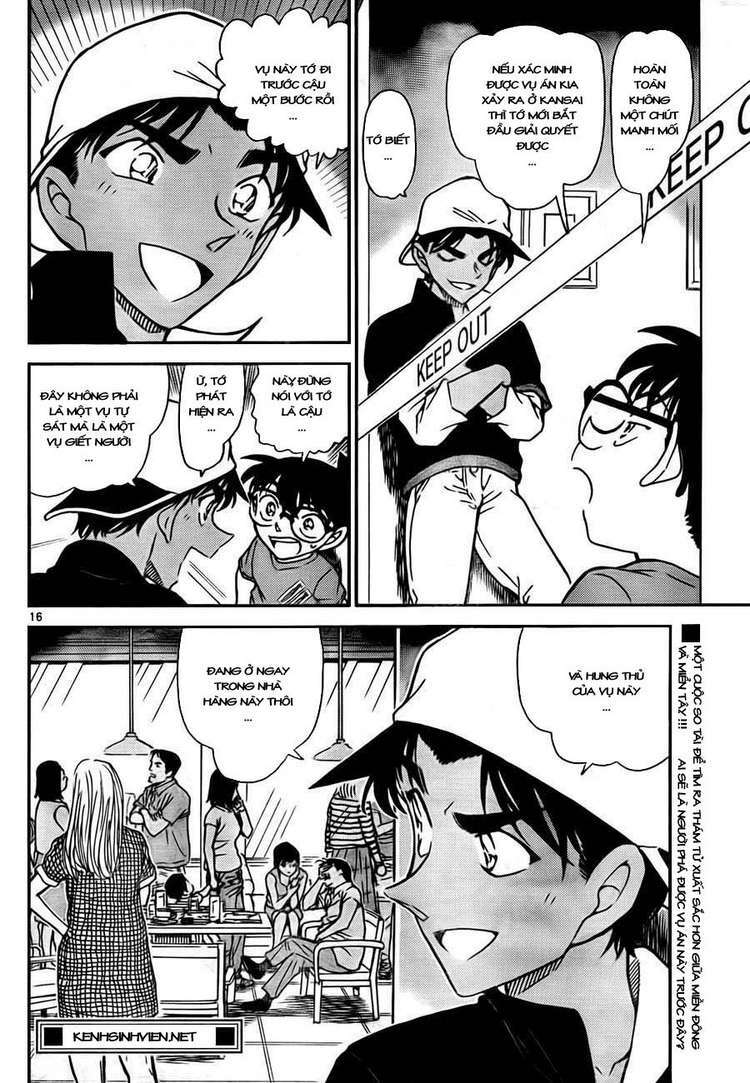 HOÀN
TOÀN
KHÔNG
MỘT CHÚT
MANH MỐI
...
NẾU XÁC MINH
ĐƯỢC VỤ ÁN KIA
XẢY RA Ở KANSAI
THÌ TỚ MỚI BẮT
ĐẦU GIẢI QUYẾT
ĐƯỢC
...
TỚ BIẾT
...
KEEP OUT
KEEP OUT
VỤ NÀY TỚ ĐI
TRƯỚC CẬU
MỘT BƯỚC RỒI
...
NÀY ĐỪNG
NÓI VỚI TỚ
LÀ CẬU
...
Ừ, TỚ
PHÁT
HIỆN RA
...
ĐÂY KHÔNG PHẢI
LÀ MỘT VỤ TỰ
SÁT MÀ LÀ MỘT
VỤ GIẾT NGƯỜI
...
16
VÀ HUNG THỦ
CỦA VỤ NÀY
...
ĐANG Ở NGAY
TRONG NHÀ
HÀNG NÀY THÔI
...
MỘT CUỘC SO TÀI ĐỂ TÌM RA THÁM TỬ XUẤT SẮC HƠN GIỮA MIỀN ĐÔNG
VÀ MIỀN TÂY !!! AI SẼ LÀ NGƯỜI PHÁ ĐƯỢC VỤ ÁN NÀY TRƯỚC ĐÂY?
KENHSINHVIEN.NET